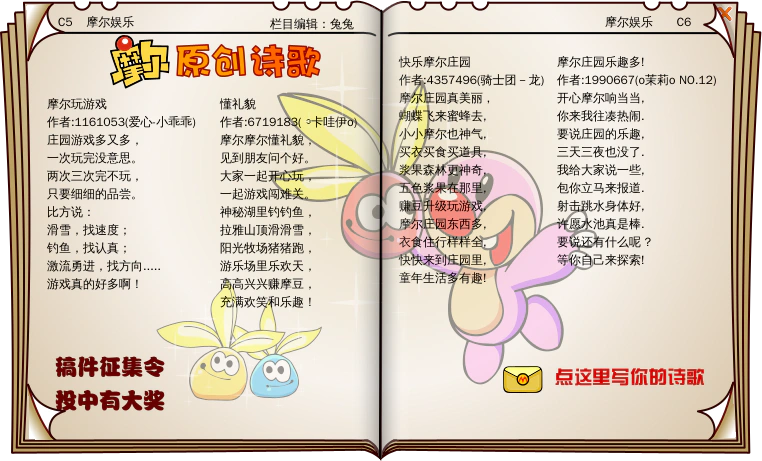 C5 摩尔娱乐
栏目编辑：兔兔
摩尔原创诗歌
摩尔玩游戏
作者:1161053(爱心·小乖乖)
庄园游戏多又多，
一次玩完没意思。
两次三次完不玩，
只要细细的品尝。
比方说：
滑雪，找速度；
钓鱼，找认真；
激流勇进，找方向.....
游戏真的好多啊！
懂礼貌
作者:6719183( ﾟ卡哇伊o)
摩尔摩尔懂礼貌，
见到朋友问个好。
大家一起开心玩，
一起游戏闯难关。
神秘湖里钓钓鱼，
拉雅山顶滑滑雪，
阳光牧场猪猪跑，
游乐场里乐欢天，
高高兴兴赚摩豆，
充满欢笑和乐趣！
稿件征集令
投中有大奖
摩尔娱乐 C6
快乐摩尔庄园
作者:4357496(骑士团－龙)
摩尔庄园真美丽，
蝴蝶飞来蜜蜂去,
小小摩尔也神气,
买衣买食买道具,
浆果森林更神奇,
五色浆果在那里,
赚豆升级玩游戏,
摩尔庄园东西多,
衣食住行样样全,
快快来到庄园里,
童年生活多有趣!
摩尔庄园乐趣多!
作者:1990667(o茉莉o NO.12)
开心摩尔响当当,
你来我往凑热闹.
要说庄园的乐趣,
三天三夜也没了.
我给大家说一些,
包你立马来报道.
射击跳水身体好,
许愿水池真是棒.
要说还有什么呢？
等你自己来探索!
点这里写你的诗歌